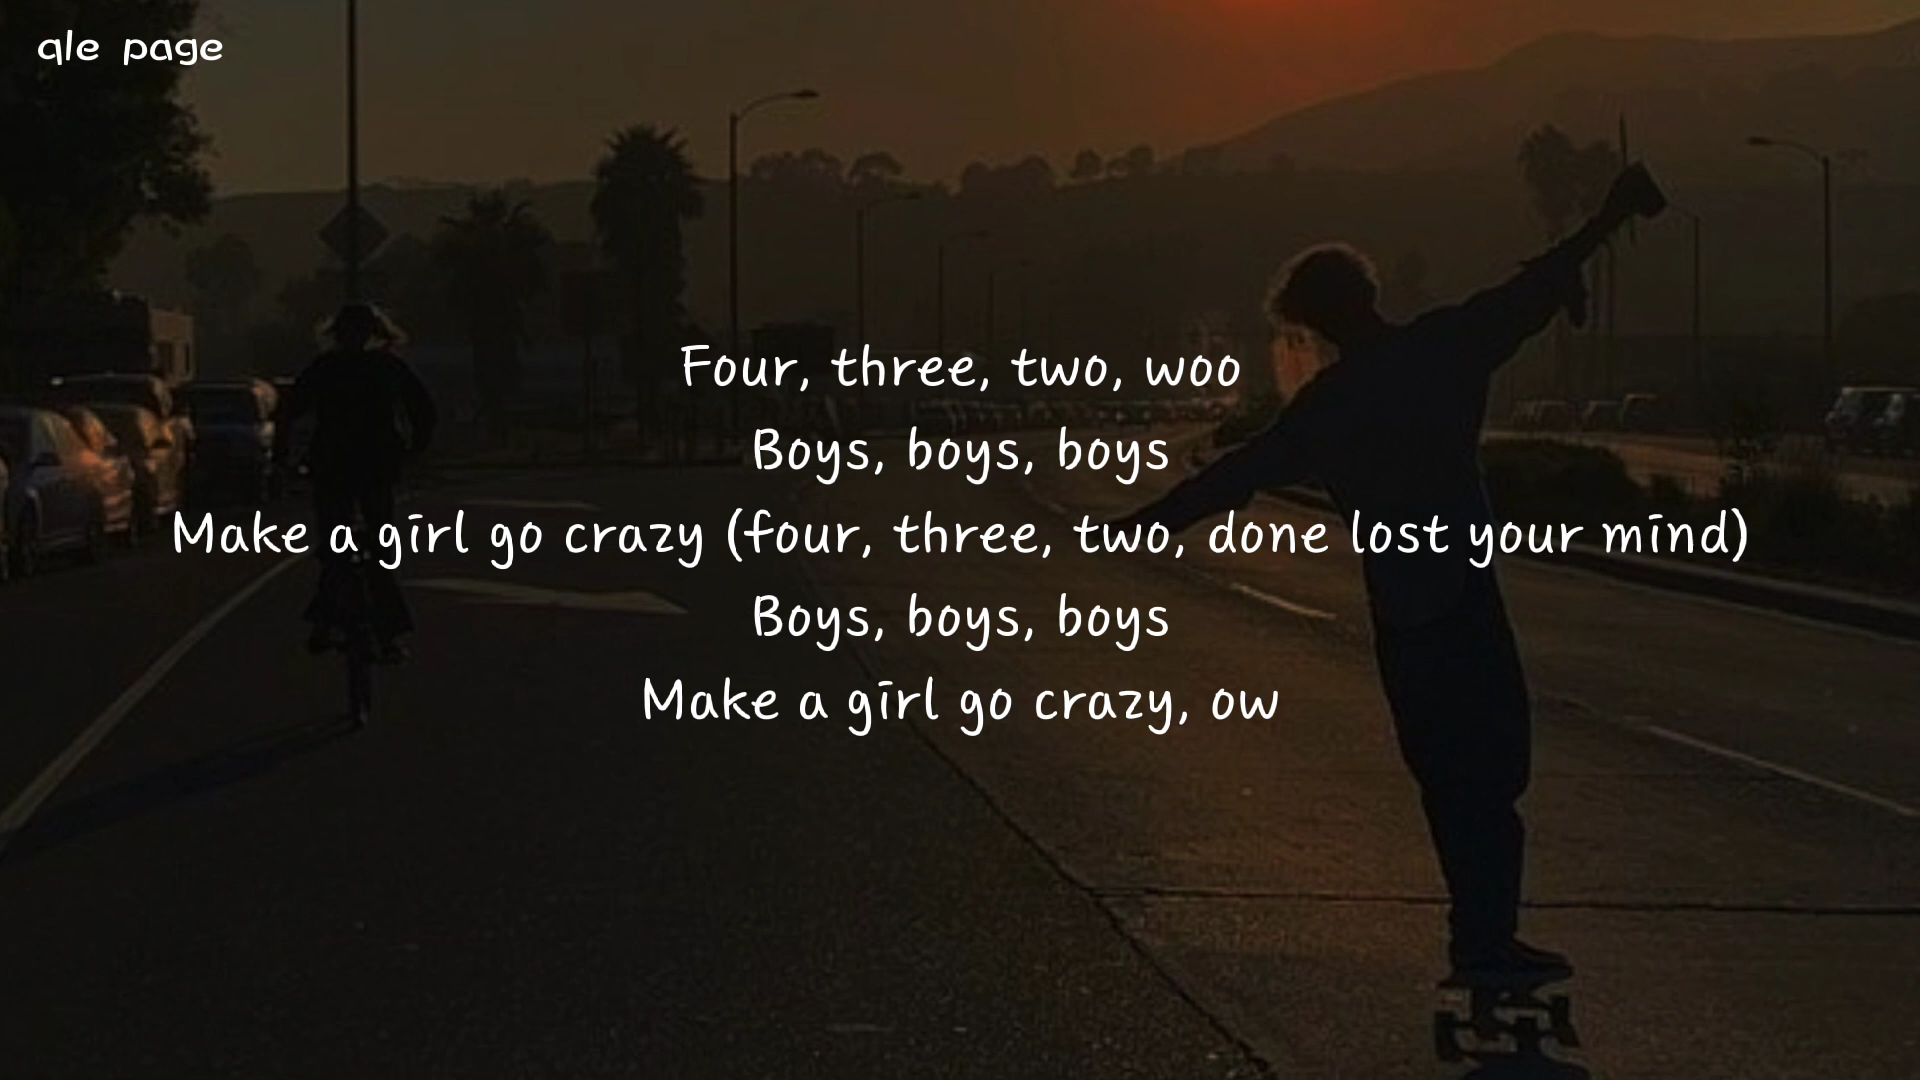 qle page
Four, three, two, woo
Boys, boys, boys
Make a girl go crazy (four, three, two, done lost your mind)
Boys, boys, boys
Make a girl go crazy, ow